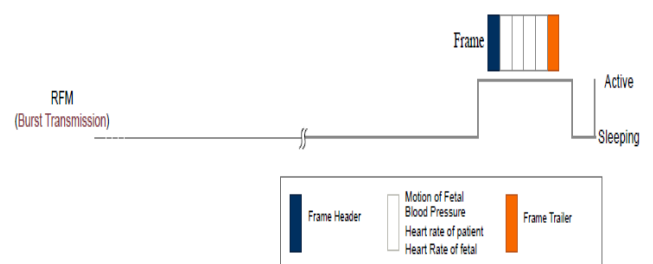 Frame
Active
RFM
(Burst Transmission)
Sleeping
Frame Header
Motion of Fetal
Blood Pressure
Heart rate of patient
Heart Rate of fetal
Frame Trailer